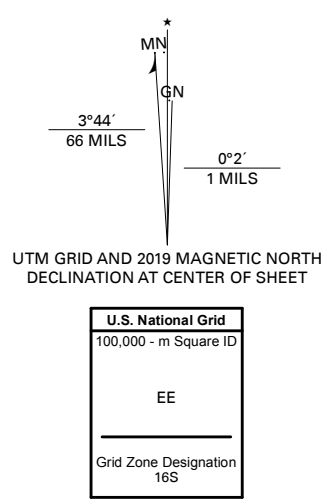 ★
MN
GN
3°44´
66 MILS
0°2´
1 MILS
UTM GRID AND 2019 MAGNETIC NORTH
DECLINATION AT CENTER OF SHEET
U.S. National Grid
100,000 - m Square ID
EE
Grid Zone Designation
16S